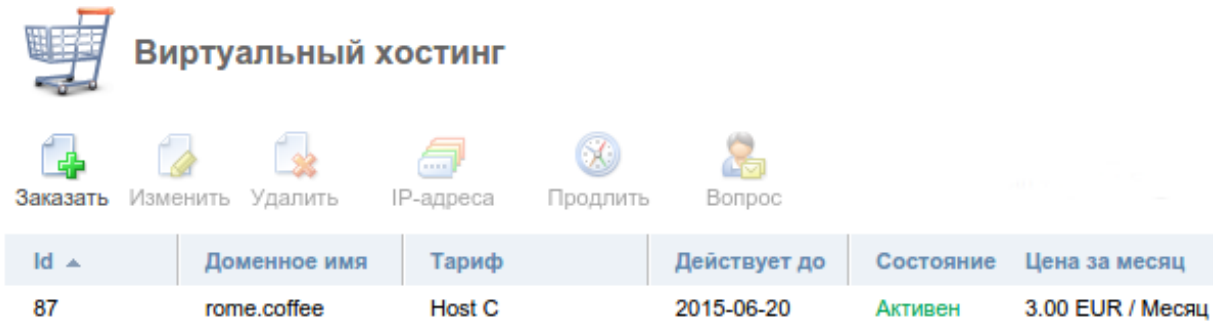 Виртуальный хостинг
Заказать Изменить Удалить IP-адреса Продлить Вопрос
Id Доменное имя Тариф Действует до Состояние Цена за месяц
87 rome.coffee Host C 2015-06-20 Активен 3.00 EUR / Месяц